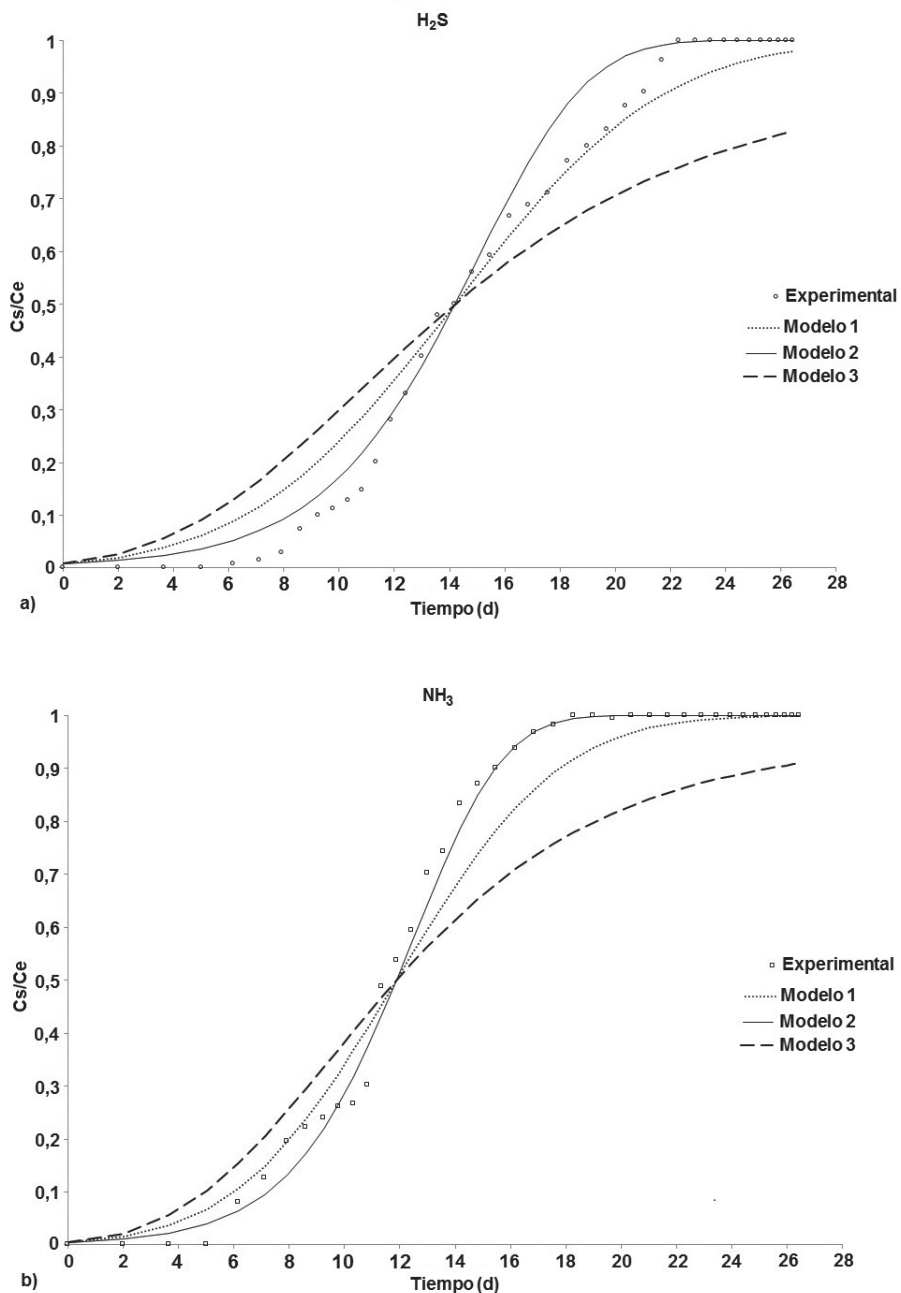 H₂S
1
0,9
0,8
0,7
0,6
0,5
0,4
0,3
0,2
0,1
0
Cs/Ce
0 2 4 6 8 10 12 14 16 18 20 22 24 26 28
Tiempo (d)
a)
Experimental
Modelo 1
Modelo 2
Modelo 3
NH₃
1
0,9
0,8
0,7
0,6
0,5
0,4
0,3
0,2
0,1
0
Cs/Ce
0 2 4 6 8 10 12 14 16 18 20 22 24 26 28
Tiempo (d)
b)
Experimental
Modelo 1
Modelo 2
Modelo 3